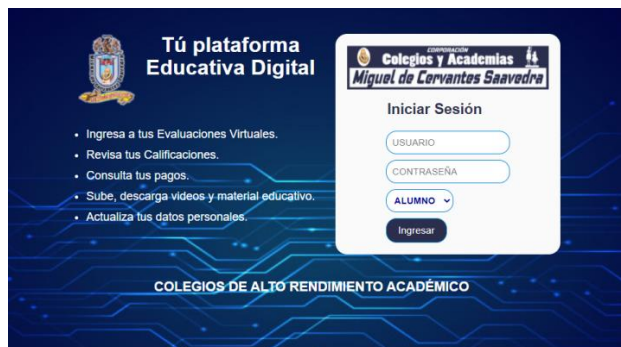 Tú plataforma
Educativa Digital
• Ingresa a tus Evaluaciones Virtuales.
• Revisa tus Calificaciones.
• Consulta tus pagos.
• Sube, descarga videos y material educativo.
• Actualiza tus datos personales.
CORPORACIÓN
Colegios y Academias
Miguel de Cervantes Saavedra
Iniciar Sesión
USUARIO
CONTRASEÑA
ALUMNO
Ingresar
COLEGIOS DE ALTO RENDIMIENTO ACADÉMICO